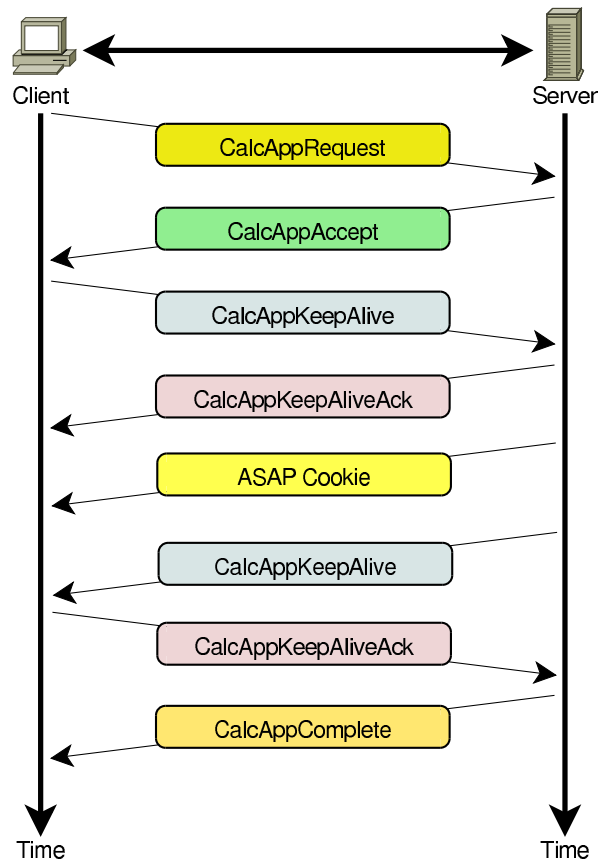 Client
Server
CalcAppRequest
CalcAppAccept
CalcAppKeepAlive
CalcAppKeepAliveAck
ASAP Cookie
CalcAppKeepAlive
CalcAppKeepAliveAck
CalcAppComplete
Time
Time